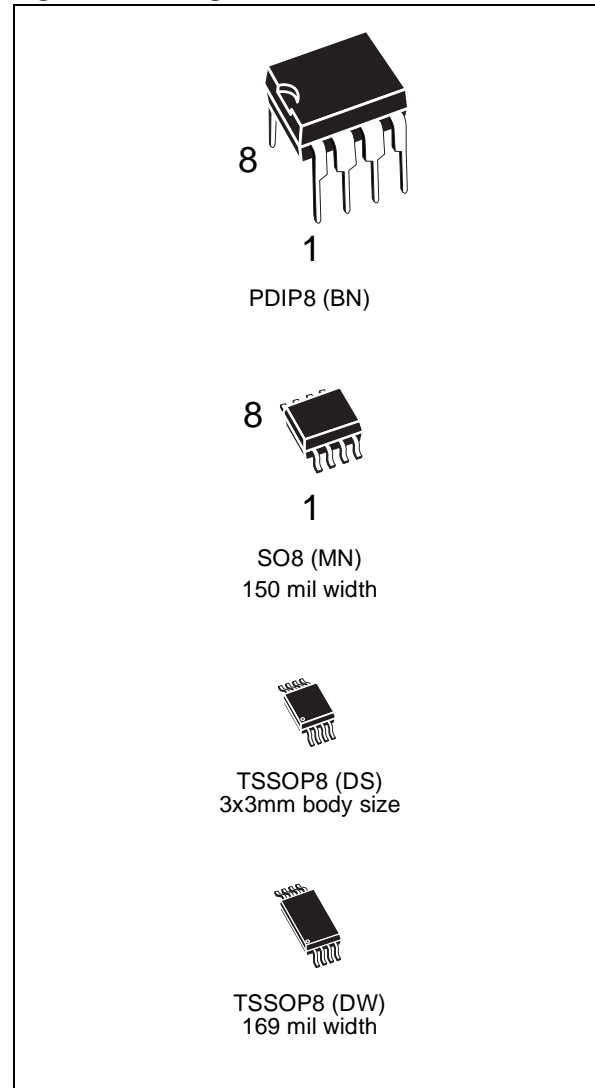 8
1
PDIP8 (BN)
8
1
SO8 (MN)
150 mil width
TSSOP8 (DS)
3x3mm body size
TSSOP8 (DW)
169 mil width